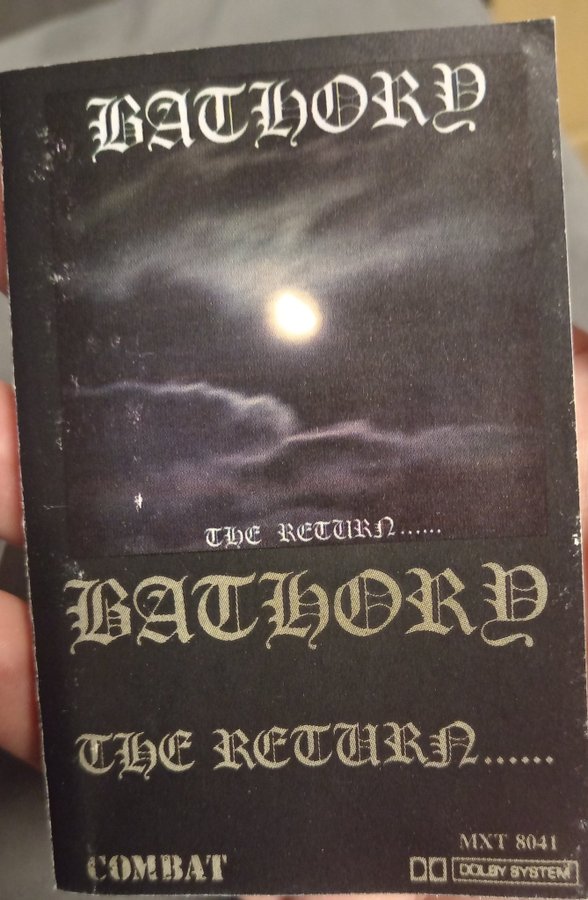 BATHORY
THE RETURN......
BATHORY
THE RETURN......
MXT 8041
COMBAT
DOLBY SYSTEM